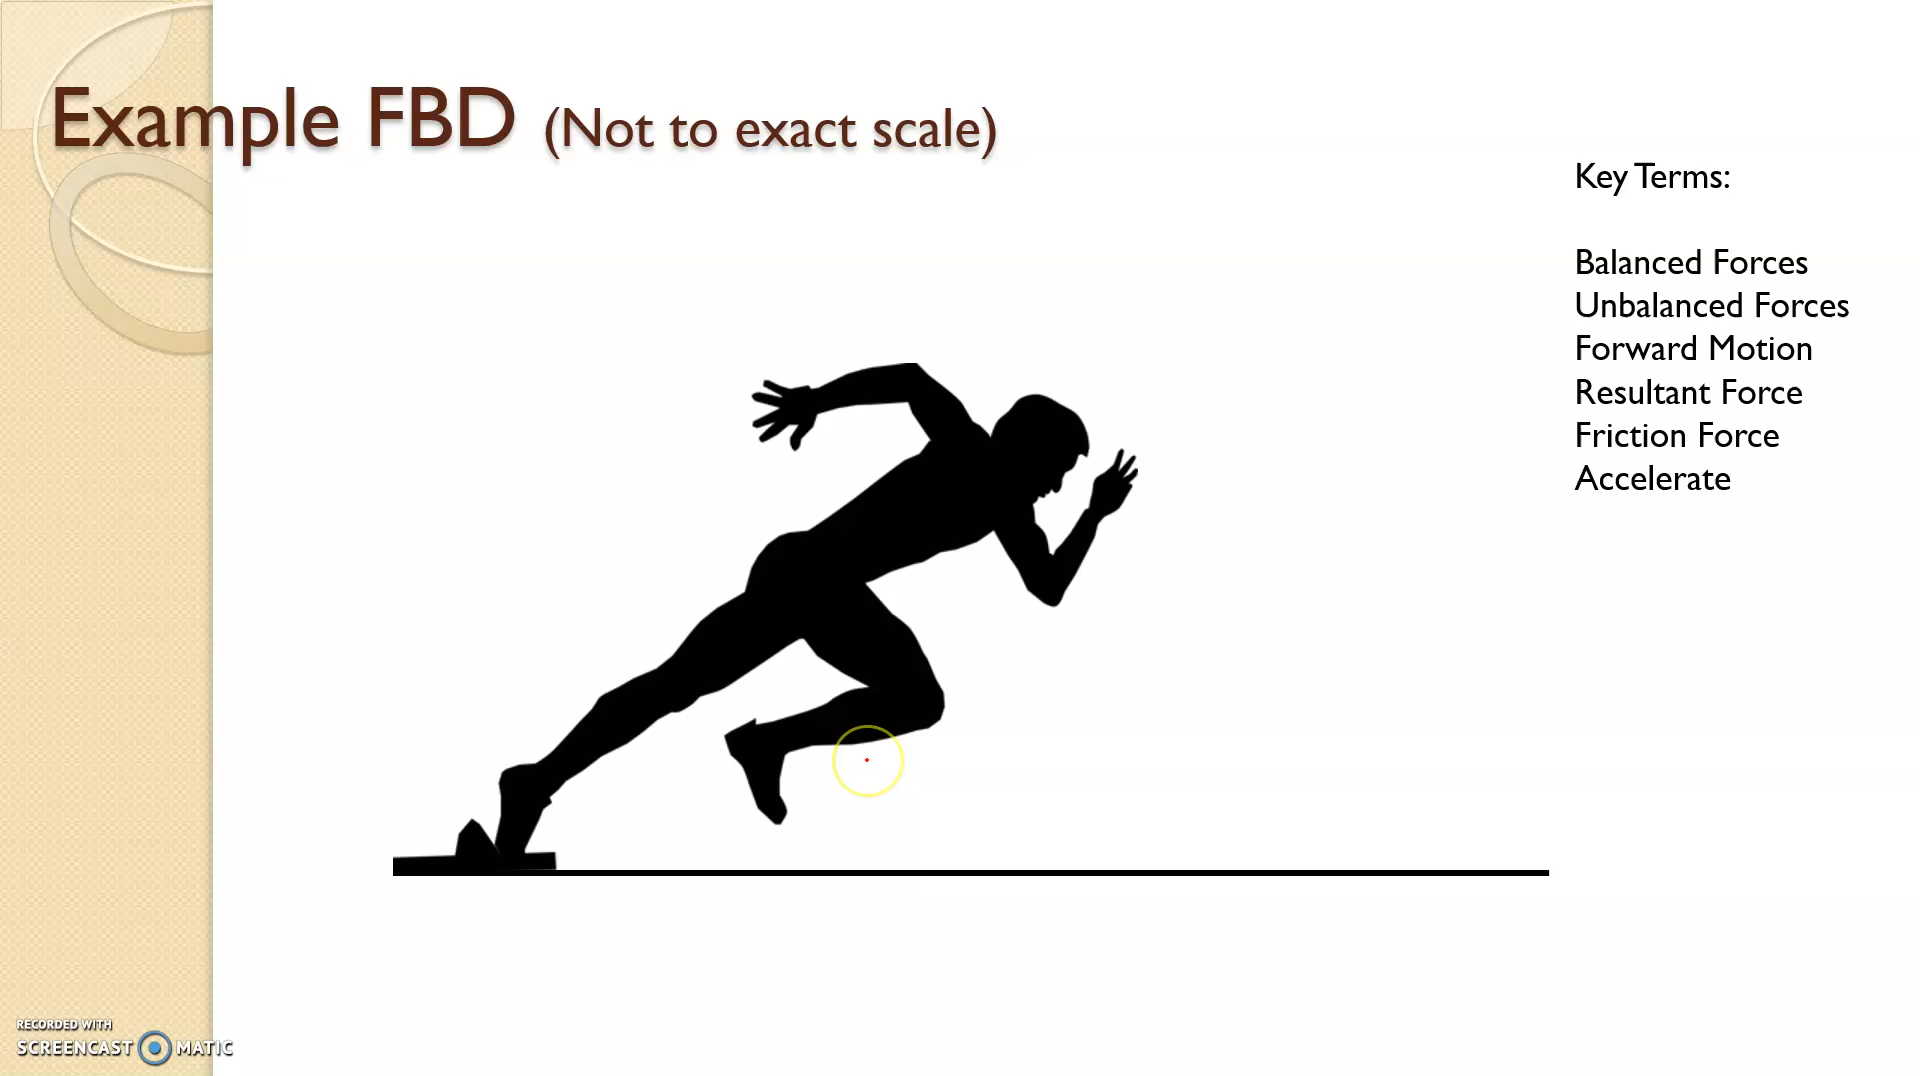 Example FBD (Not to exact scale)
Key Terms:
Balanced Forces
Unbalanced Forces
Forward Motion
Resultant Force
Friction Force
Accelerate
RECORDED WITH
SCREENCAST MATIC